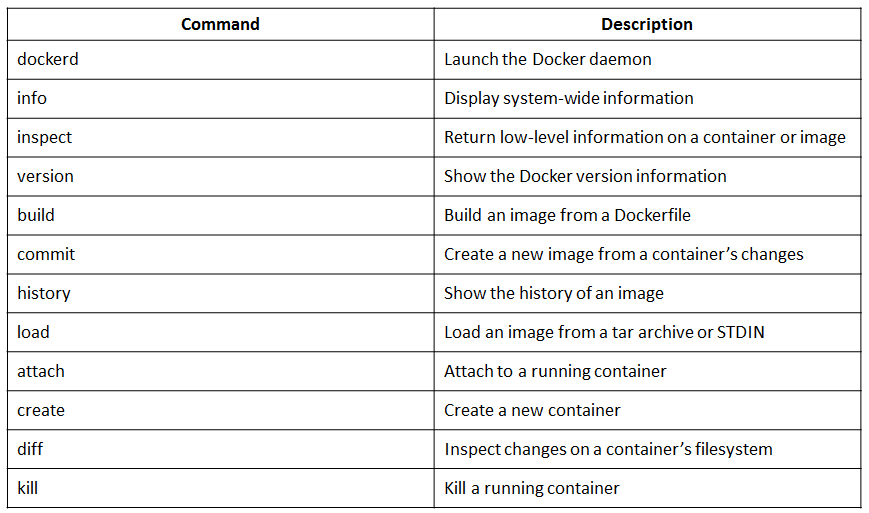 Command Description
dockerd Launch the Docker daemon
info Display system-wide information
inspect Return low-level information on a container or image
version Show the Docker version information
build Build an image from a Dockerfile
commit Create a new image from a container’s changes
history Show the history of an image
load Load an image from a tar archive or STDIN
attach Attach to a running container
create Create a new container
diff Inspect changes on a container’s filesystem
kill Kill a running container